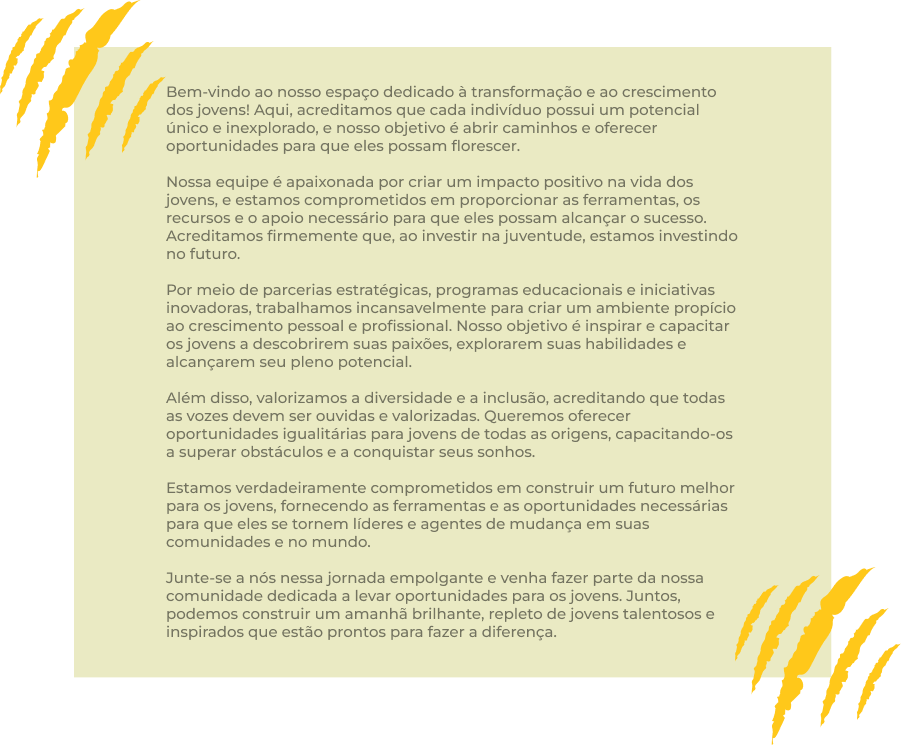 Bem-vindo ao nosso espaço dedicado à transformação e ao crescimento
dos jovens! Aqui, acreditamos que cada indivíduo possui um potencial
único e inexplorado, e nosso objetivo é abrir caminhos e oferecer
oportunidades para que eles possam florescer.

Nossa equipe é apaixonada por criar um impacto positivo na vida dos
jovens, e estamos comprometidos em proporcionar as ferramentas, os
recursos e o apoio necessário para que eles possam alcançar o sucesso.
Acreditamos firmemente que, ao investir na juventude, estamos investindo
no futuro.

Por meio de parcerias estratégicas, programas educacionais e iniciativas
inovadoras, trabalhamos incansavelmente para criar um ambiente propício
ao crescimento pessoal e profissional. Nosso objetivo é inspirar e capacitar
os jovens a descobrirem suas paixões, explorarem suas habilidades e
alcançarem seu pleno potencial.

Além disso, valorizamos a diversidade e a inclusão, acreditando que todas
as vozes devem ser ouvidas e valorizadas. Queremos oferecer
oportunidades igualitárias para jovens de todas as origens, capacitando-os
a superar obstáculos e a conquistar seus sonhos.

Estamos verdadeiramente comprometidos em construir um futuro melhor
para os jovens, fornecendo as ferramentas e as oportunidades necessárias
para que eles se tornem líderes e agentes de mudança em suas
comunidades e no mundo.

Junte-se a nós nessa jornada empolgante e venha fazer parte da nossa
comunidade dedicada a levar oportunidades para os jovens. Juntos,
podemos construir um amanhã brilhante, repleto de jovens talentosos e
inspirados que estão prontos para fazer a diferença.